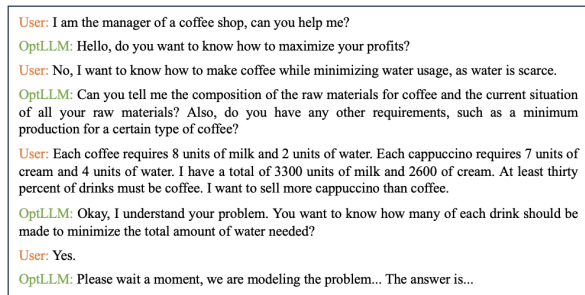 User: I am the manager of a coffee shop, can you help me?
OptLLM: Hello, do you want to know how to maximize your profits?
User: No, I want to know how to make coffee while minimizing water usage, as water is scarce.
OptLLM: Can you tell me the composition of the raw materials for coffee and the current situation
of all your raw materials? Also, do you have any other requirements, such as a minimum
production for a certain type of coffee?
User: Each coffee requires 8 units of milk and 2 units of water. Each cappuccino requires 7 units of
cream and 4 units of water. I have a total of 3300 units of milk and 2600 of cream. At least thirty
percent of drinks must be coffee. I want to sell more cappuccino than coffee.
OptLLM: Okay, I understand your problem. You want to know how many of each drink should be
made to minimize the total amount of water needed?
User: Yes.
OptLLM: Please wait a moment, we are modeling the problem... The answer is...